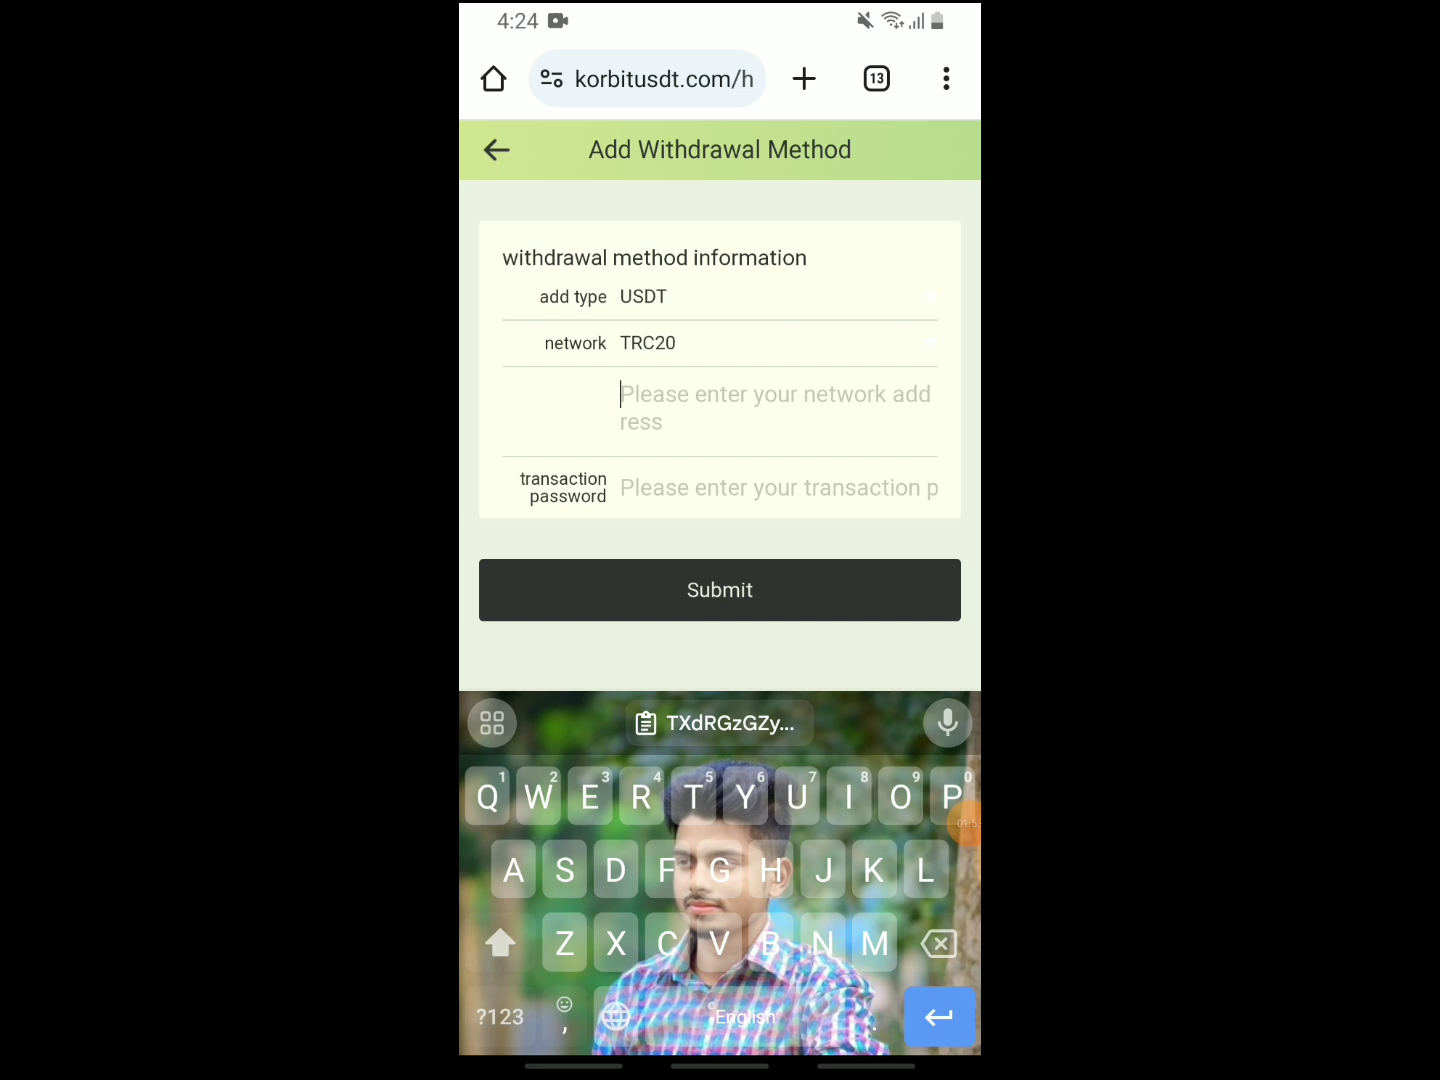 4:24
korbitusdt.com/h
13
Add Withdrawal Method
withdrawal method information
add type USDT
network TRC20
Please enter your network add
ress
transaction
password
Please enter your transaction p
Submit
TXdRGzGZy...
1 2 3 4 5 6 7 8 9 0
Q W E R T Y U I O P
01:53
A S D F G H J K L
Z X C V B N M
?123 , English .